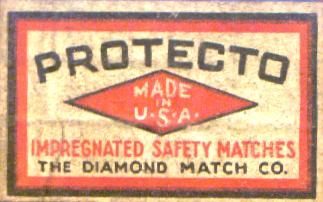 PROTECTO
MADE
IN
U·S·A·
IMPREGNATED SAFETY MATCHES
THE DIAMOND MATCH CO.